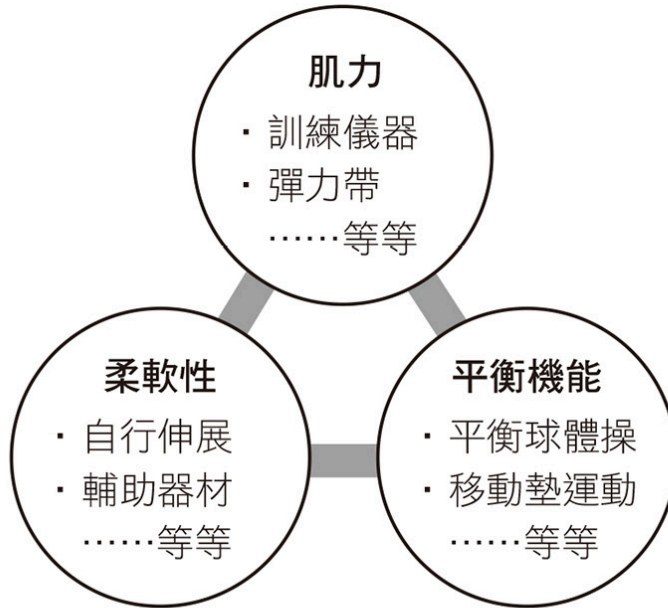 肌力
・訓練儀器
・彈力帶
……等等
柔軟性
・自行伸展
・輔助器材
……等等
平衡機能
・平衡球體操
・移動墊運動
……等等